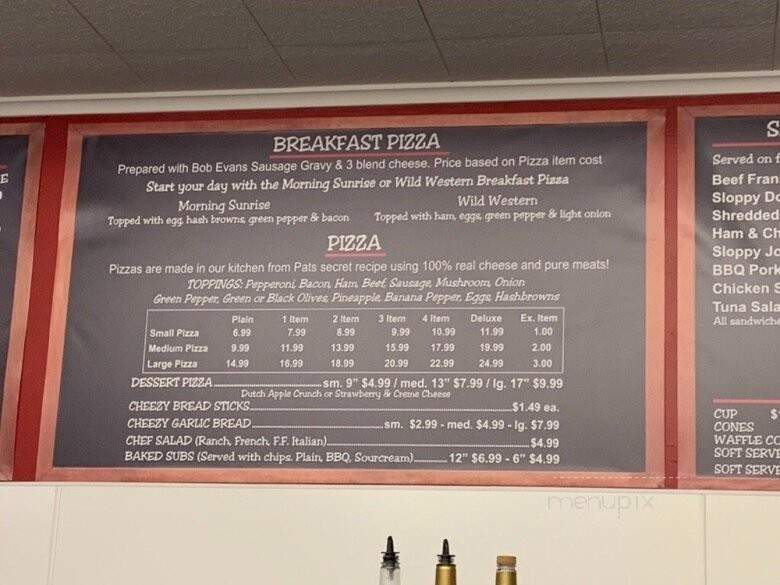 BREAKFAST PIZZA
Prepared with Bob Evans Sausage Gravy & 3 blend cheese. Price based on Pizza item cost
Start your day with the Morning Sunrise or Wild Western Breakfast Pizza
Morning Sunrise Wild Western
Topped with egg, hash browns, green pepper & bacon Topped with ham, eggs, green pepper & light onion
PIZZA
Pizzas are made in our kitchen from Pats secret recipe using 100% real cheese and pure meats!
TOPPINGS: Pepperoni, Bacon, Ham, Beef, Sausage, Mushroom, Onion
Green Pepper, Green or Black Olives, Pineapple, Banana Pepper, Eggs, Hashbrowns
Plain 1 Item 2 Item 3 Item 4 Item Deluxe Ex. Item
Small Pizza 6.99 7.99 8.99 9.99 10.99 11.99 1.00
Medium Pizza 9.99 11.99 13.99 15.99 17.99 19.99 2.00
Large Pizza 14.99 16.99 18.99 20.99 22.99 24.99 3.00
DESSERT PIZZA sm. 9" $4.99 / med. 13" $7.99 / lg. 17" $9.99
Dutch Apple Crunch or Strawberry & Creme Cheese
CHEEZY BREAD STICKS $1.49 ea.
CHEEZY GARLIC BREAD sm. $2.99 - med. $4.99 - lg. $7.99
CHEF SALAD (Ranch, French, F.F. Italian) $4.99
BAKED SUBS (Served with chips. Plain, BBQ, Sourcream) 12" $6.99 - 6" $4.99
E
S
Served on f
Beef Fran
Sloppy Do
Shredded
Ham & Ch
Sloppy Jo
BBQ Pork
Chicken S
Tuna Sala
All sandwiche
CUP $
CONES
WAFFLE CO
SOFT SERVE
SOFT SERVE
menupix